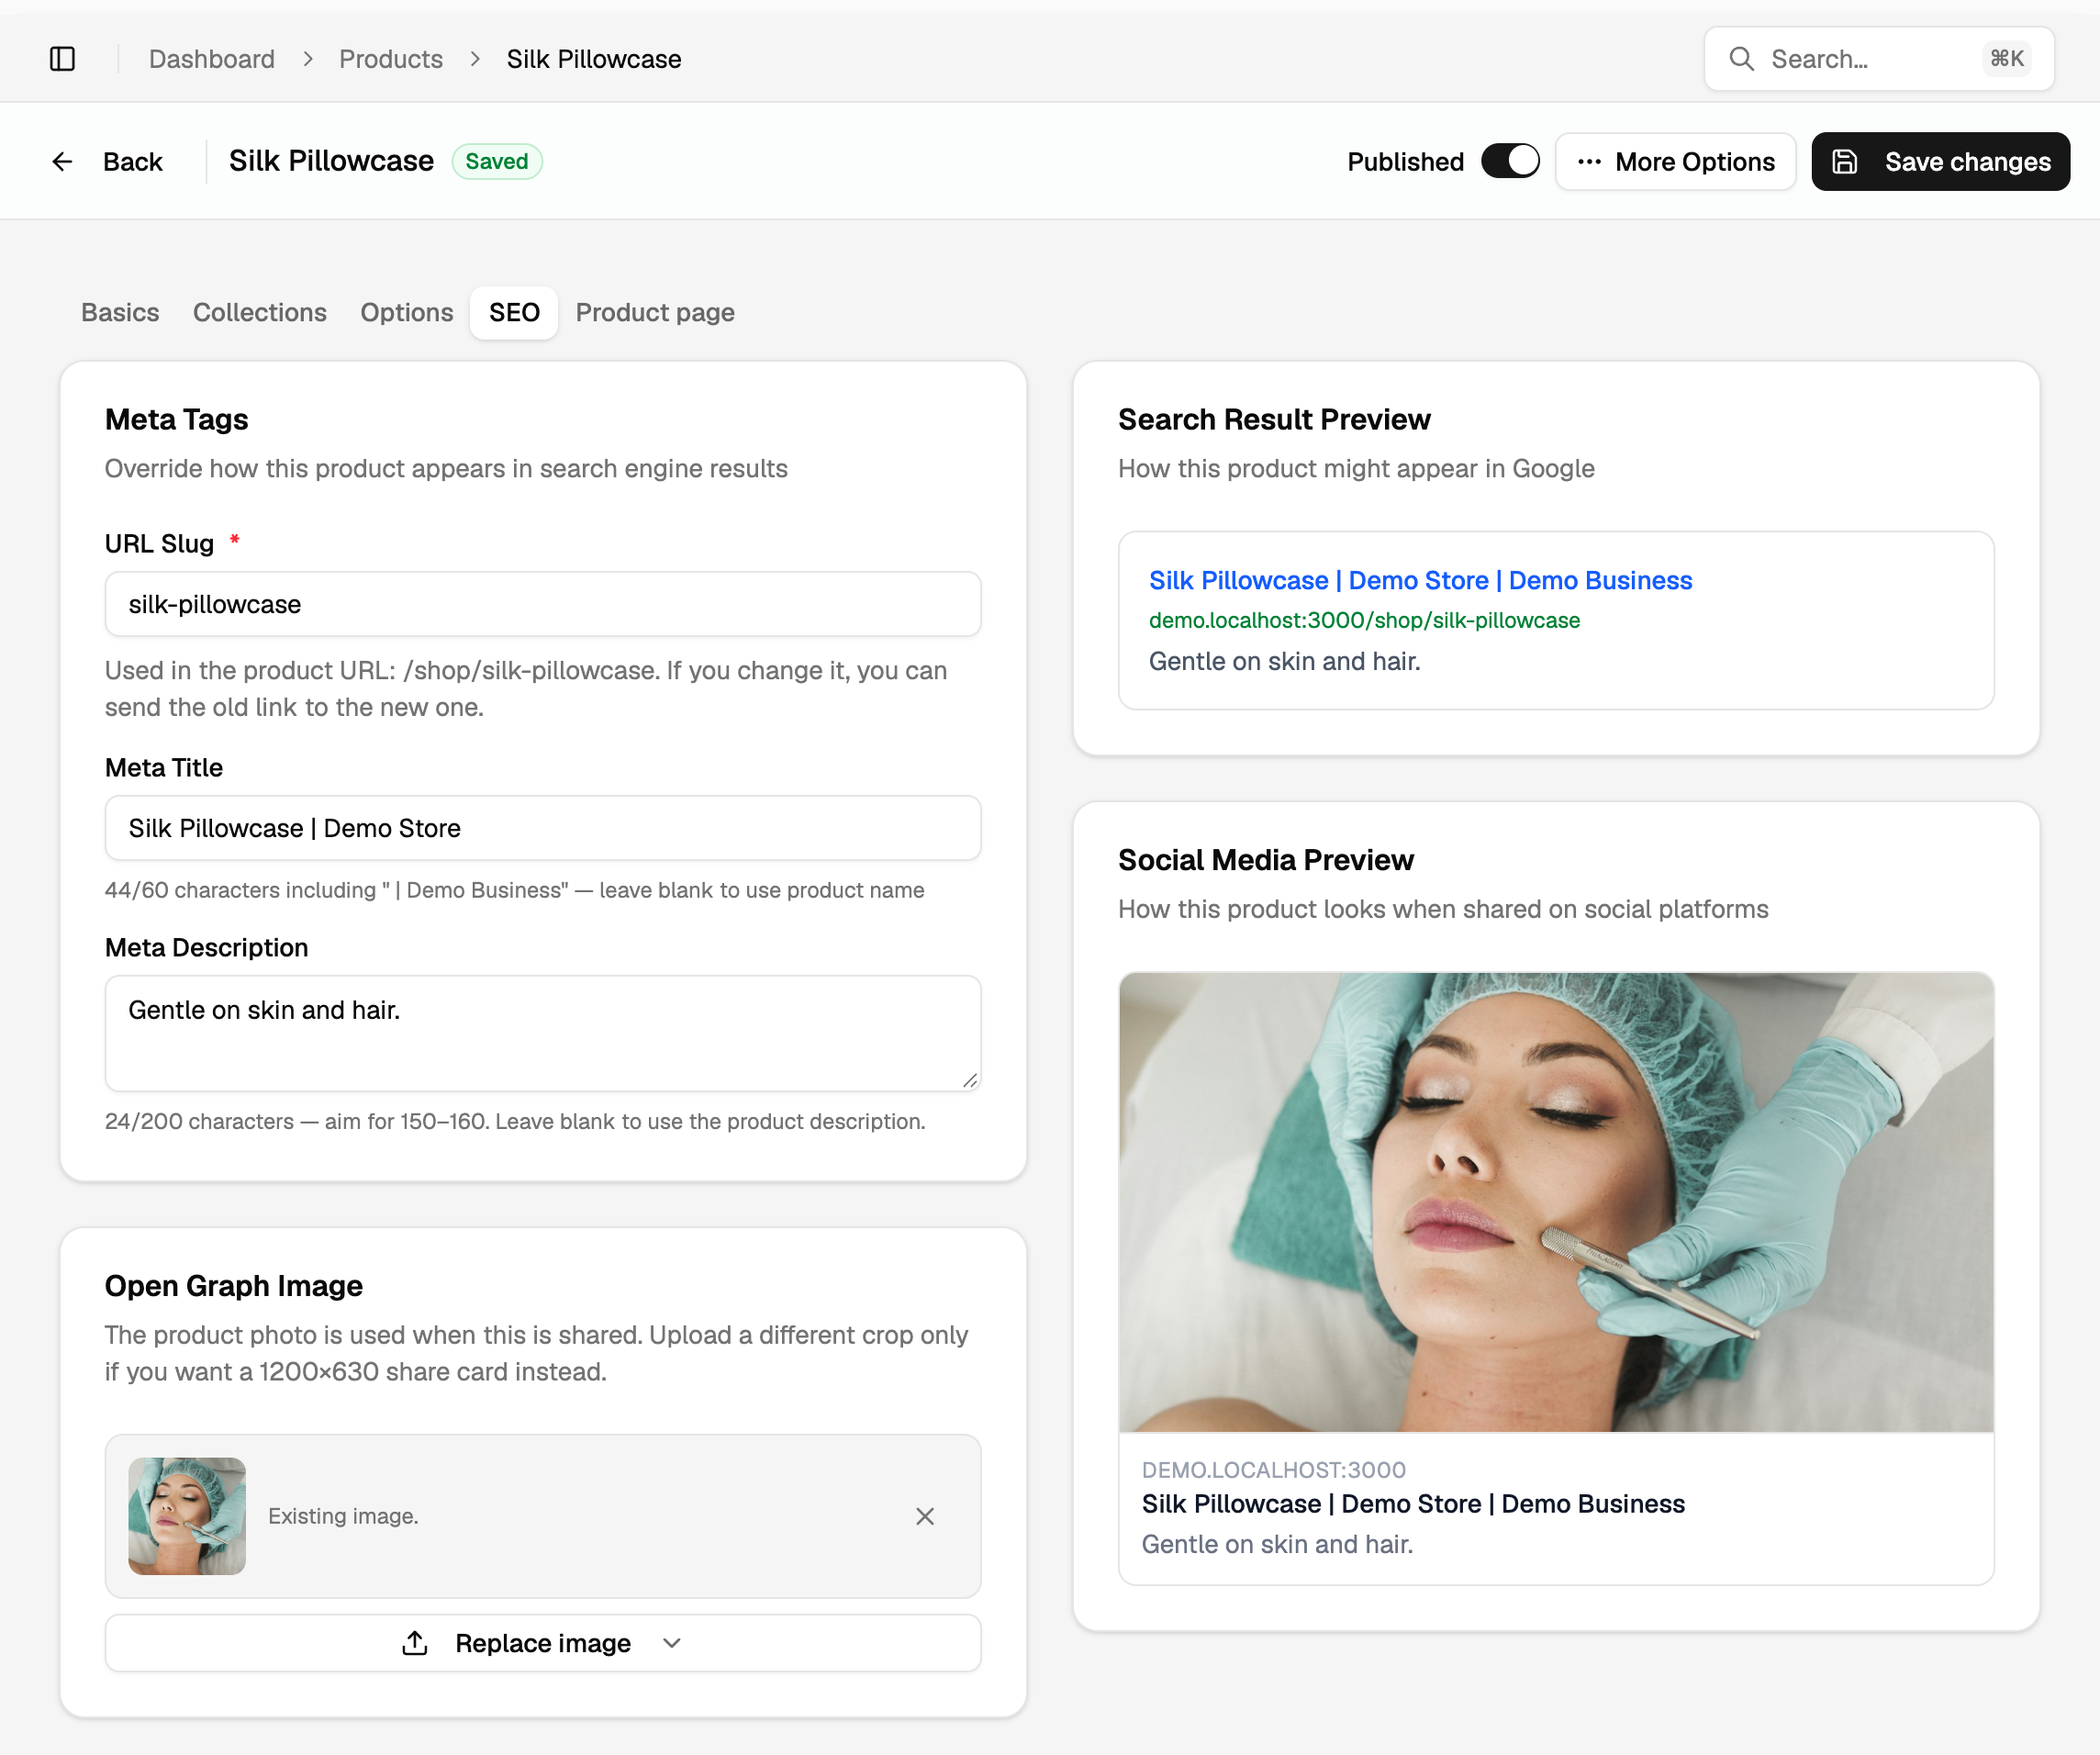 Dashboard > Products > Silk Pillowcase
Search... ⌘K
Back
Silk Pillowcase
Saved
Published
More Options
Save changes
Basics
Collections
Options
SEO
Product page
Meta Tags
Override how this product appears in search engine results
URL Slug *
silk-pillowcase
Used in the product URL: /shop/silk-pillowcase. If you change it, you can
send the old link to the new one.
Meta Title
Silk Pillowcase | Demo Store
44/60 characters including " | Demo Business" — leave blank to use product name
Meta Description
Gentle on skin and hair.
24/200 characters — aim for 150–160. Leave blank to use the product description.
Open Graph Image
The product photo is used when this is shared. Upload a different crop only
if you want a 1200×630 share card instead.
Existing image.
Replace image
Search Result Preview
How this product might appear in Google
Silk Pillowcase | Demo Store | Demo Business
demo.localhost:3000/shop/silk-pillowcase
Gentle on skin and hair.
Social Media Preview
How this product looks when shared on social platforms
DEMO.LOCALHOST:3000
Silk Pillowcase | Demo Store | Demo Business
Gentle on skin and hair.